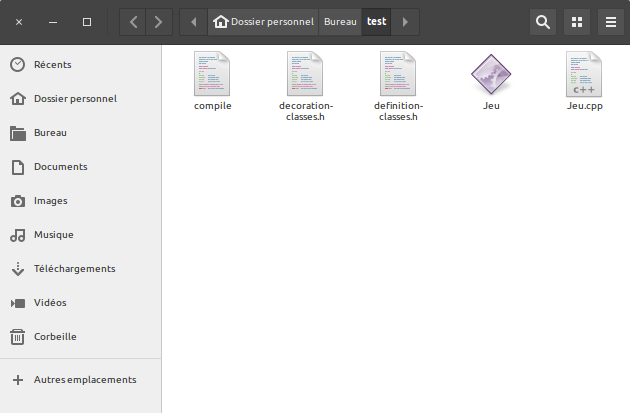 Dossier personnel Bureau test
Récents
Dossier personnel
Bureau
Documents
Images
Musique
Téléchargements
Vidéos
Corbeille
Autres emplacements
compile
decoration-
classes.h
definition-
classes.h
Jeu
c++
Jeu.cpp